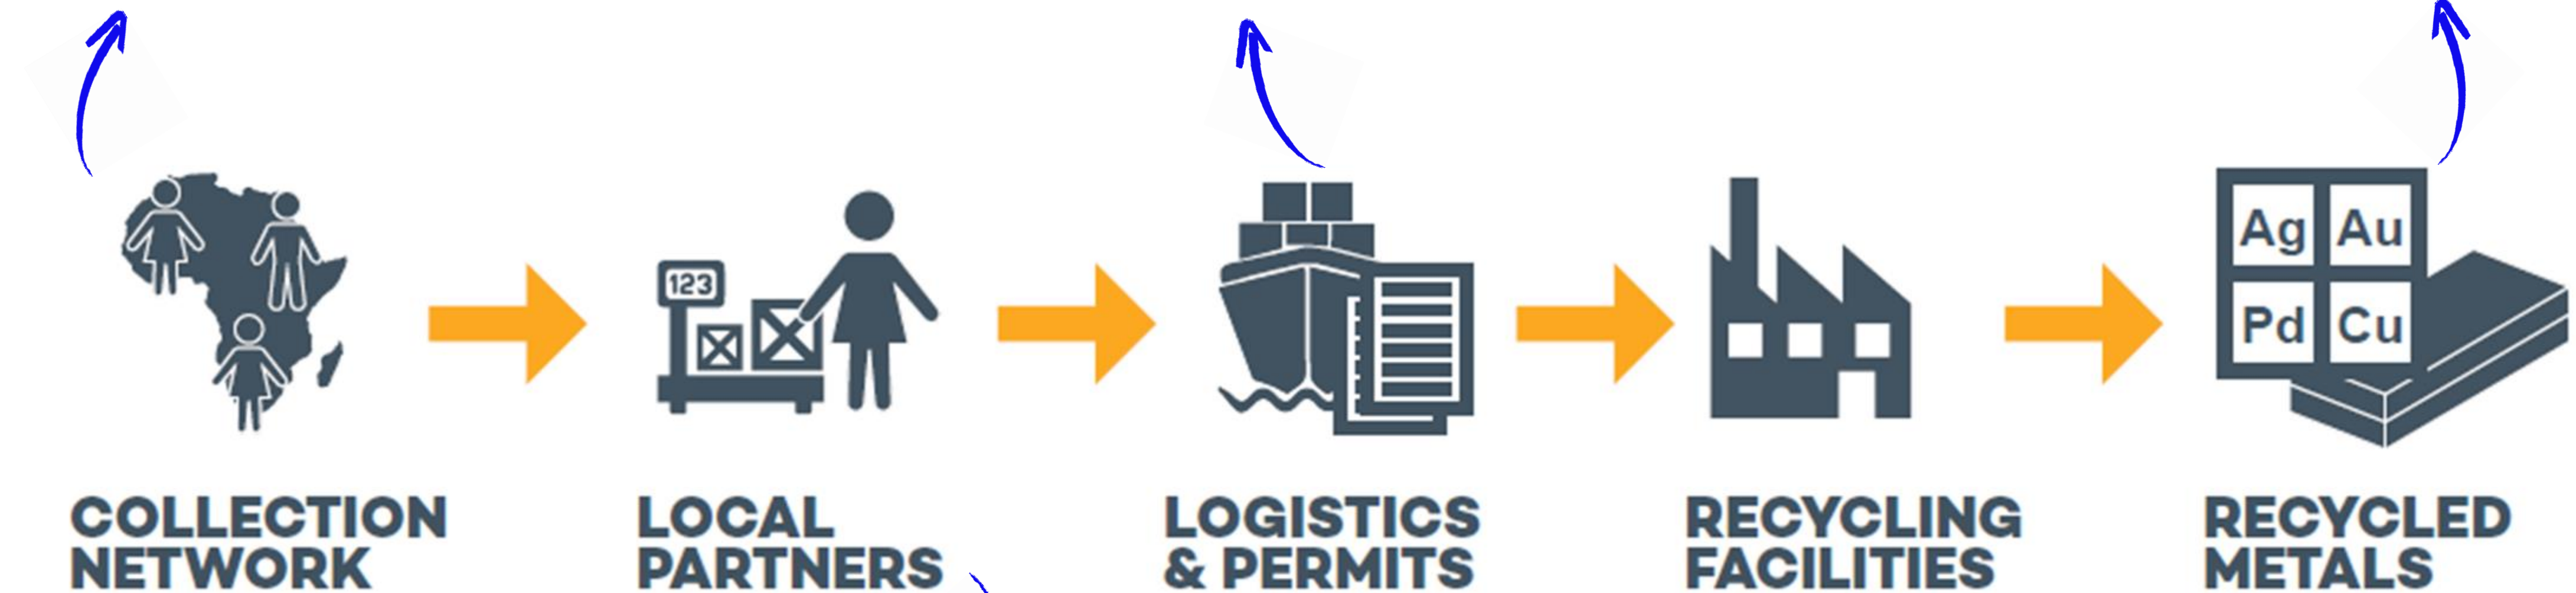 123
Ag Au
Pd Cu
COLLECTION
NETWORK
LOCAL
PARTNERS
LOGISTICS
& PERMITS
RECYCLING
FACILITIES
RECYCLED
METALS